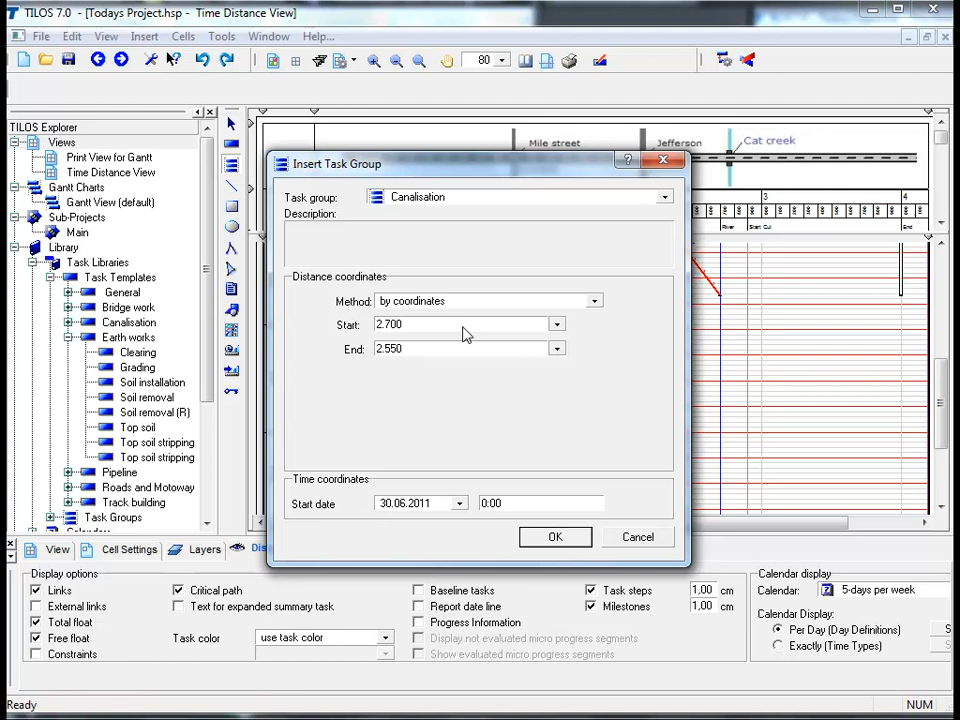 TILOS 7.0 - [Todays Project.hsp - Time Distance View]
File Edit View Insert Cells Tools Window Help...
80
TILOS Explorer
Views
Print View for Gantt
Time Distance View
Gantt Charts
Gantt View (default)
Sub-Projects
Main
Library
Task Libraries
Task Templates
General
Bridge work
Canalisation
Earth works
Clearing
Grading
Soil installation
Soil removal
Soil removal (R)
Top soil
Top soil stripping
Top soil stripping
Pipeline
Roads and Motoway
Track building
Task Groups
Mile street
Jefferson
Cat creek
3
4
River
Start Cut
End
Insert Task Group
Task group: Canalisation
Description:
Distance coordinates
Method: by coordinates
Start: 2.700
End: 2.550
Time coordinates
Start date 30.06.2011 0:00
OK Cancel
View Cell Settings Layers
Display options
Links
External links
Total float
Free float
Constraints
Critical path
Text for expanded summary task
Task color use task color
Baseline tasks
Report date line
Progress Information
Display not evaluated micro progress segments
Show evaluated micro progress segments
Task steps 1,00 cm
Milestones 1,00 cm
Calendar display
Calendar: 5-days per week
Calendar Display:
Per Day (Day Definitions)
Exactly (Time Types)
Ready
NUM